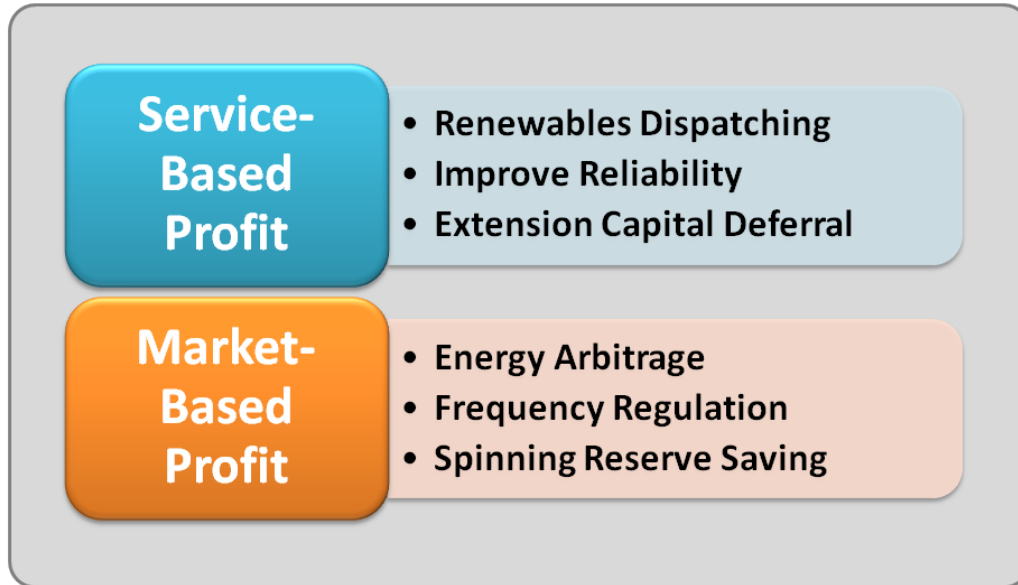 Service-
Based
Profit
• Renewables Dispatching
• Improve Reliability
• Extension Capital Deferral
Market-
Based
Profit
• Energy Arbitrage
• Frequency Regulation
• Spinning Reserve Saving